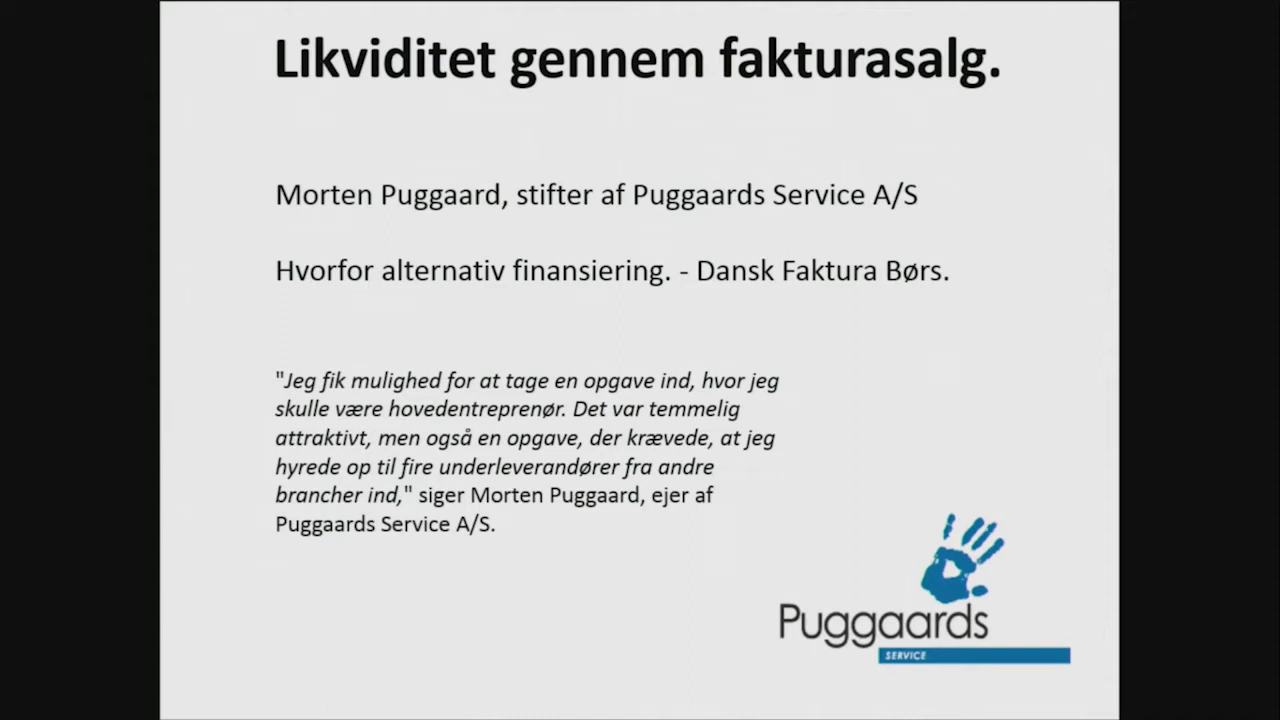 Likviditet gennem fakturasalg.
Morten Puggaard, stifter af Puggaards Service A/S
Hvorfor alternativ finansiering. - Dansk Faktura Børs.
"Jeg fik mulighed for at tage en opgave ind, hvor jeg
skulle være hovedentreprenør. Det var temmelig
attraktivt, men også en opgave, der krævede, at jeg
hyrede op til fire underleverandører fra andre
brancher ind," siger Morten Puggaard, ejer af
Puggaards Service A/S.
Puggaards
SERVICE